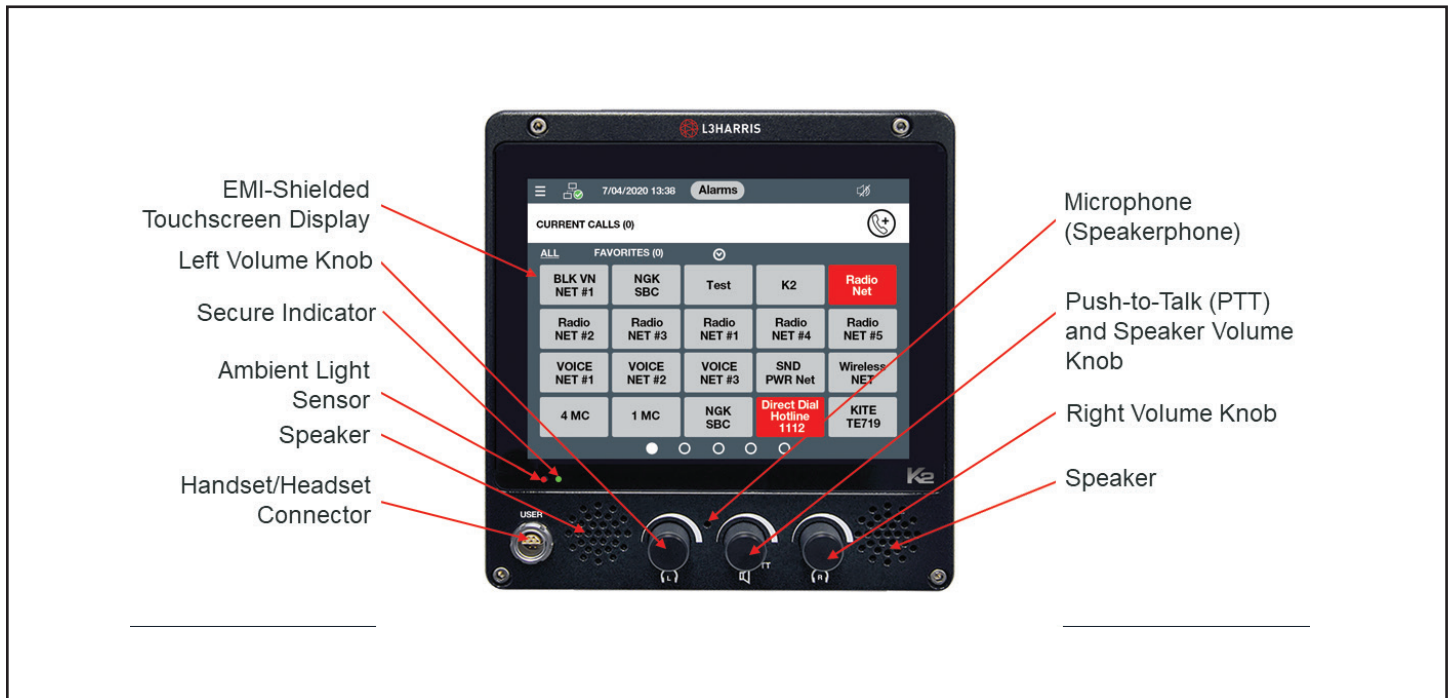 L3HARRIS
7/04/2020 13:38
Alarms
CURRENT CALLS (0)
ALL
FAVORITES (0)
BLK VN
NET #1
NGK
SBC
Test
K2
Radio
Net
Radio
NET #2
Radio
NET #3
Radio
NET #1
Radio
NET #4
Radio
NET #5
VOICE
NET #1
VOICE
NET #2
VOICE
NET #3
SND
PWR Net
Wireless
NET
4 MC
1 MC
NGK
SBC
Direct Dial
Hotline
1112
KITE
TE719
K2
USER
L
TT
R
EMI-Shielded
Touchscreen Display
Left Volume Knob
Secure Indicator
Ambient Light
Sensor
Speaker
Handset/Headset
Connector
Microphone
(Speakerphone)
Push-to-Talk (PTT)
and Speaker Volume
Knob
Right Volume Knob
Speaker